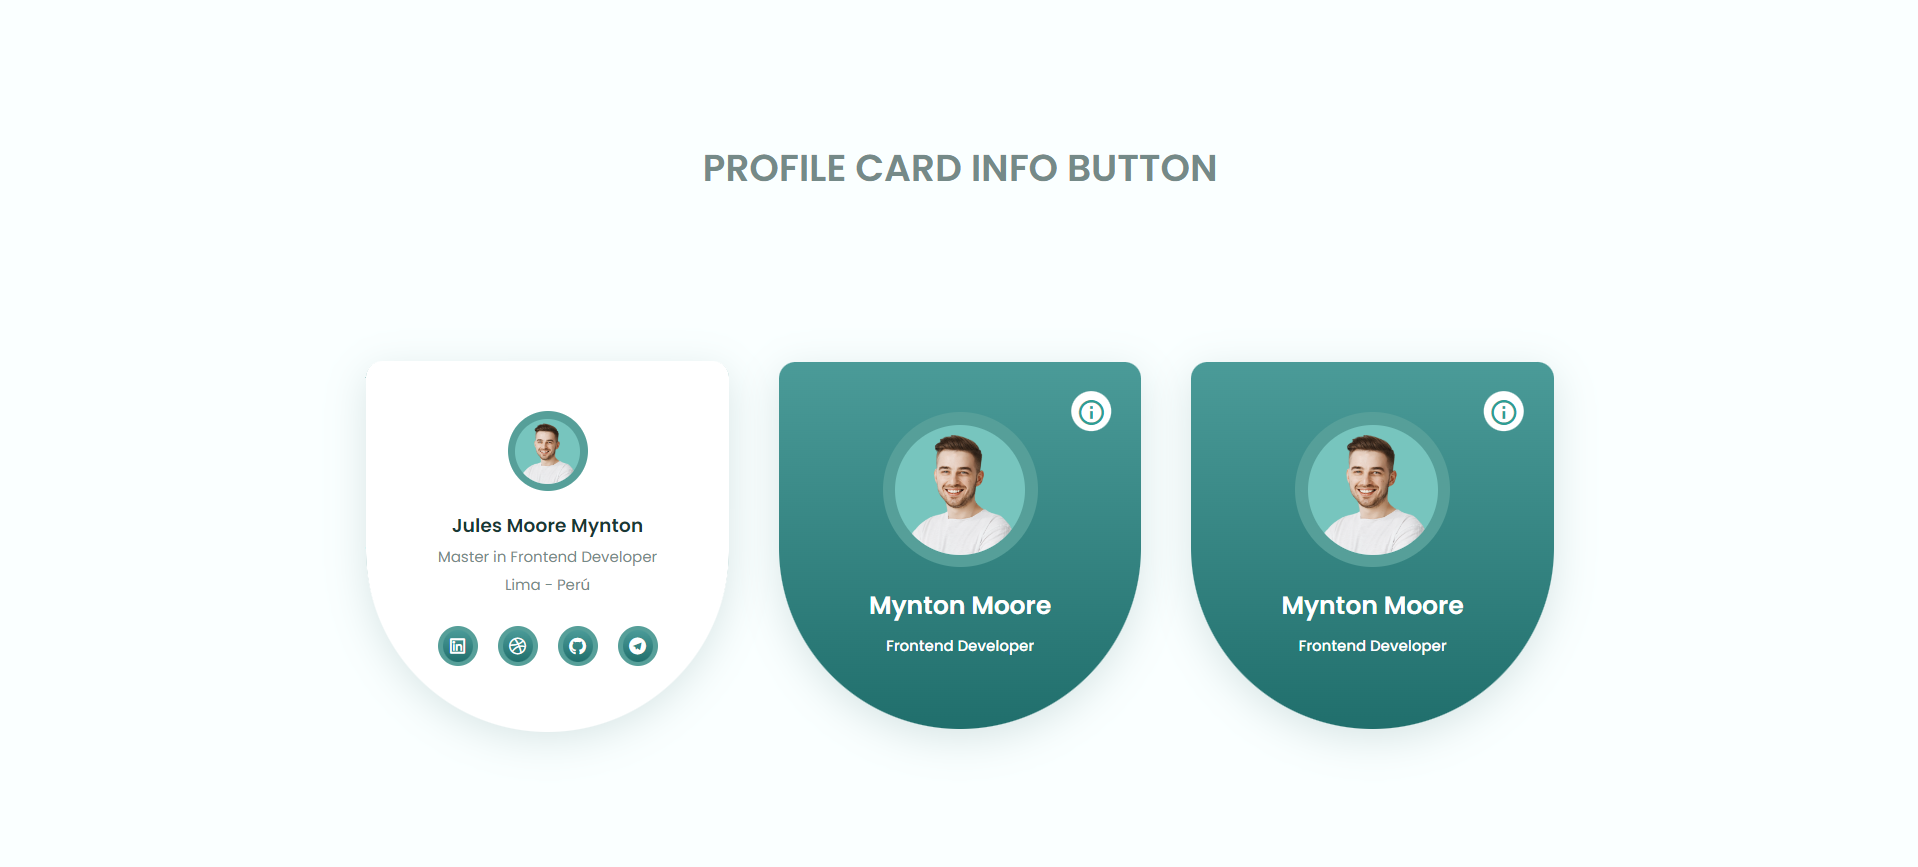 PROFILE CARD INFO BUTTON
Jules Moore Mynton
Master in Frontend Developer
Lima - Perú
Mynton Moore
Frontend Developer
Mynton Moore
Frontend Developer